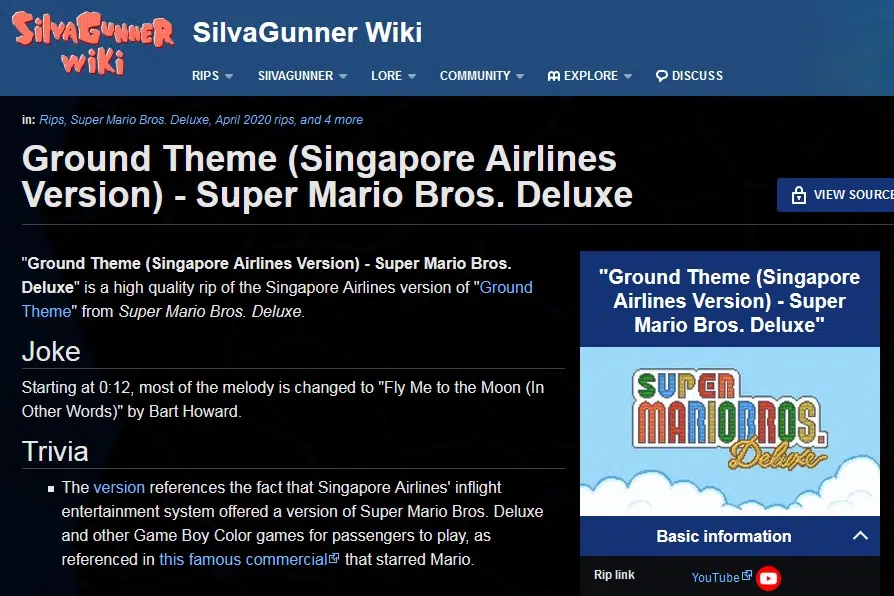 SiIvaGunner
wiki
SiIvaGunner Wiki
RIPS
SIIVAGUNNER
LORE
COMMUNITY
EXPLORE
DISCUSS
in: Rips, Super Mario Bros. Deluxe, April 2020 rips, and 4 more
Ground Theme (Singapore Airlines
Version) - Super Mario Bros. Deluxe
VIEW SOURCE
"Ground Theme (Singapore Airlines Version) - Super Mario Bros.
Deluxe" is a high quality rip of the Singapore Airlines version of "Ground
Theme" from Super Mario Bros. Deluxe.
Joke
Starting at 0:12, most of the melody is changed to "Fly Me to the Moon (In
Other Words)" by Bart Howard.
Trivia
The version references the fact that Singapore Airlines' inflight
entertainment system offered a version of Super Mario Bros. Deluxe
and other Game Boy Color games for passengers to play, as
referenced in this famous commercial that starred Mario.
"Ground Theme (Singapore
Airlines Version) - Super
Mario Bros. Deluxe"
SUPER
MARIO BROS.
Deluxe
Basic information
Rip link
YouTube